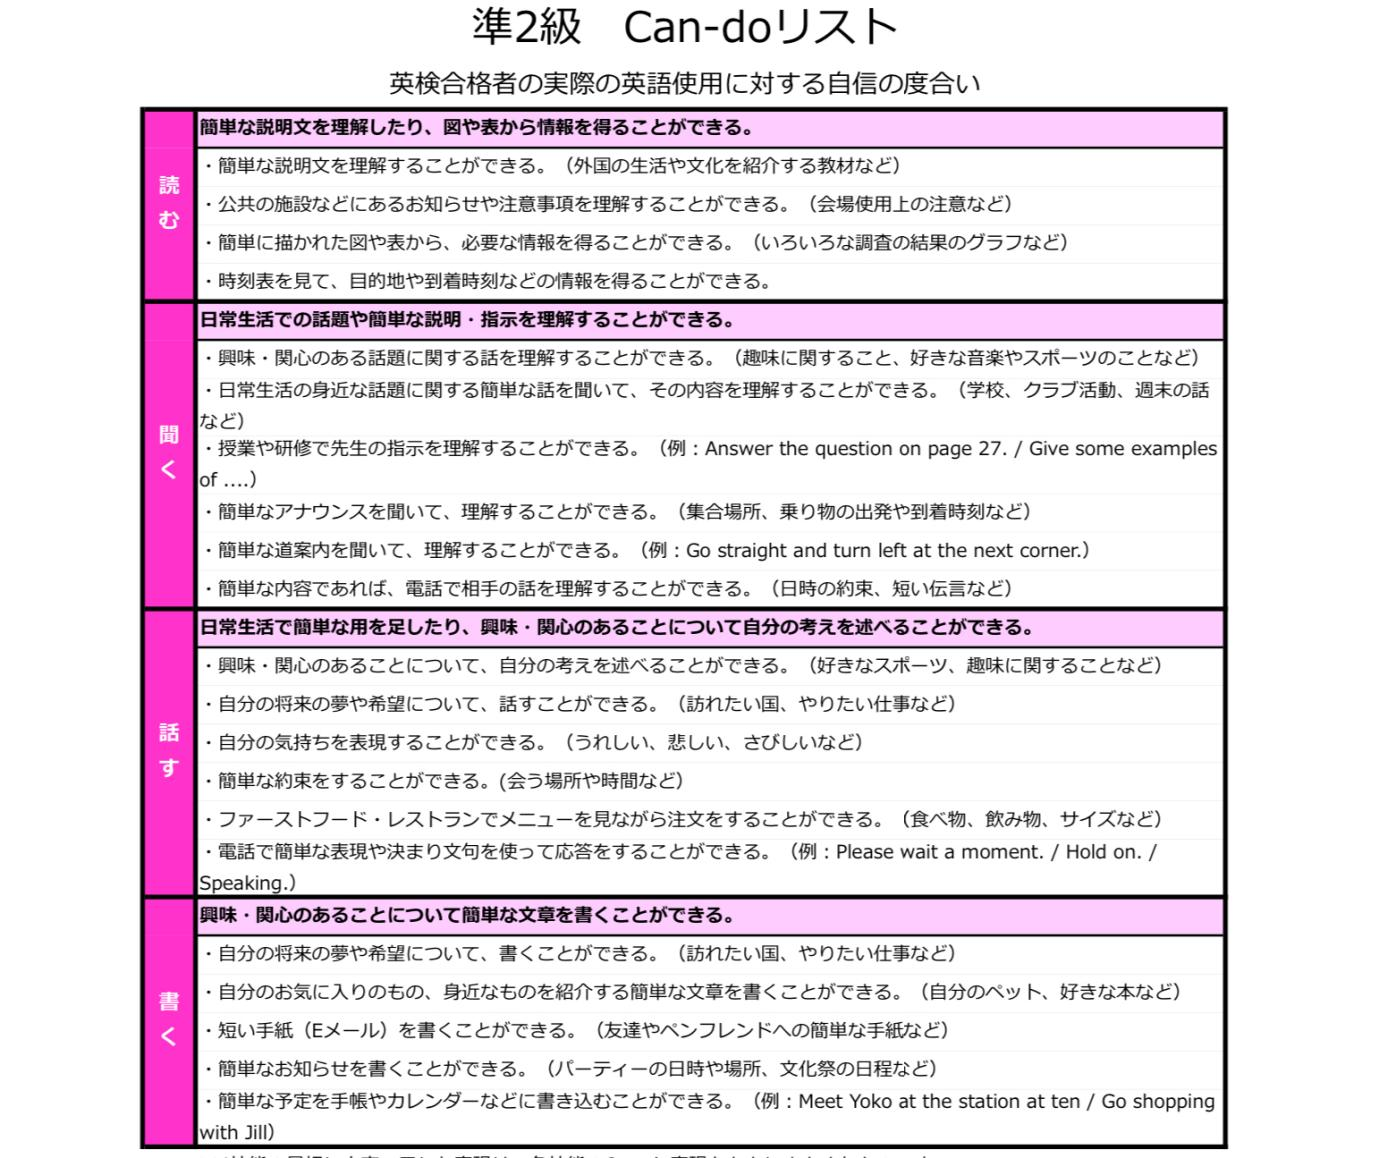 準2級　Can-doリスト
英検合格者の実際の英語使用に対する自信の度合い
読む
簡単な説明文を理解したり、図や表から情報を得ることができる。
・簡単な説明文を理解することができる。（外国の生活や文化を紹介する教材など）
・公共の施設などにあるお知らせや注意事項を理解することができる。（会場使用上の注意など）
・簡単に描かれた図や表から、必要な情報を得ることができる。（いろいろな調査の結果のグラフなど）
・時刻表を見て、目的地や到着時刻などの情報を得ることができる。
聞く
日常生活での話題や簡単な説明・指示を理解することができる。
・興味・関心のある話題に関する話を理解することができる。（趣味に関すること、好きな音楽やスポーツのことなど）
・日常生活の身近な話題に関する簡単な話を聞いて、その内容を理解することができる。（学校、クラブ活動、週末の話
など）
・授業や研修で先生の指示を理解することができる。（例：Answer the question on page 27. / Give some examples
of ....）
・簡単なアナウンスを聞いて、理解することができる。（集合場所、乗り物の出発や到着時刻など）
・簡単な道案内を聞いて、理解することができる。（例：Go straight and turn left at the next corner.）
・簡単な内容であれば、電話で相手の話を理解することができる。（日時の約束、短い伝言など）
話す
日常生活で簡単な用を足したり、興味・関心のあることについて自分の考えを述べることができる。
・興味・関心のあることについて、自分の考えを述べることができる。（好きなスポーツ、趣味に関することなど）
・自分の将来の夢や希望について、話すことができる。（訪れたい国、やりたい仕事など）
・自分の気持ちを表現することができる。（うれしい、悲しい、さびしいなど）
・簡単な約束をすることができる。(会う場所や時間など）
・ファーストフード・レストランでメニューを見ながら注文をすることができる。（食べ物、飲み物、サイズなど）
・電話で簡単な表現や決まり文句を使って応答をすることができる。（例：Please wait a moment. / Hold on. /
Speaking.）
書く
興味・関心のあることについて簡単な文章を書くことができる。
・自分の将来の夢や希望について、書くことができる。（訪れたい国、やりたい仕事など）
・自分のお気に入りのもの、身近なものを紹介する簡単な文章を書くことができる。（自分のペット、好きな本など）
・短い手紙（Eメール）を書くことができる。（友達やペンフレンドへの簡単な手紙など）
・簡単なお知らせを書くことができる。（パーティーの日時や場所、文化祭の日程など）
・簡単な予定を手帳やカレンダーなどに書き込むことができる。（例：Meet Yoko at the station at ten / Go shopping
with Jill）